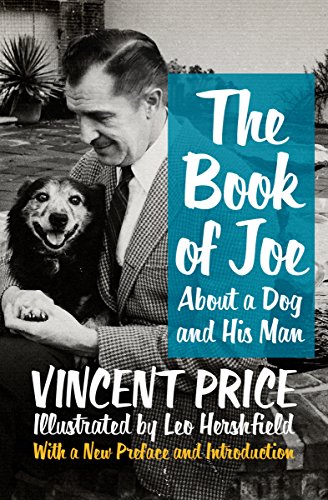 The
Book
of Joe
About a Dog
and His Man
VINCENT PRICE
Illustrated by Leo Hershfield
With a New Preface and Introduction